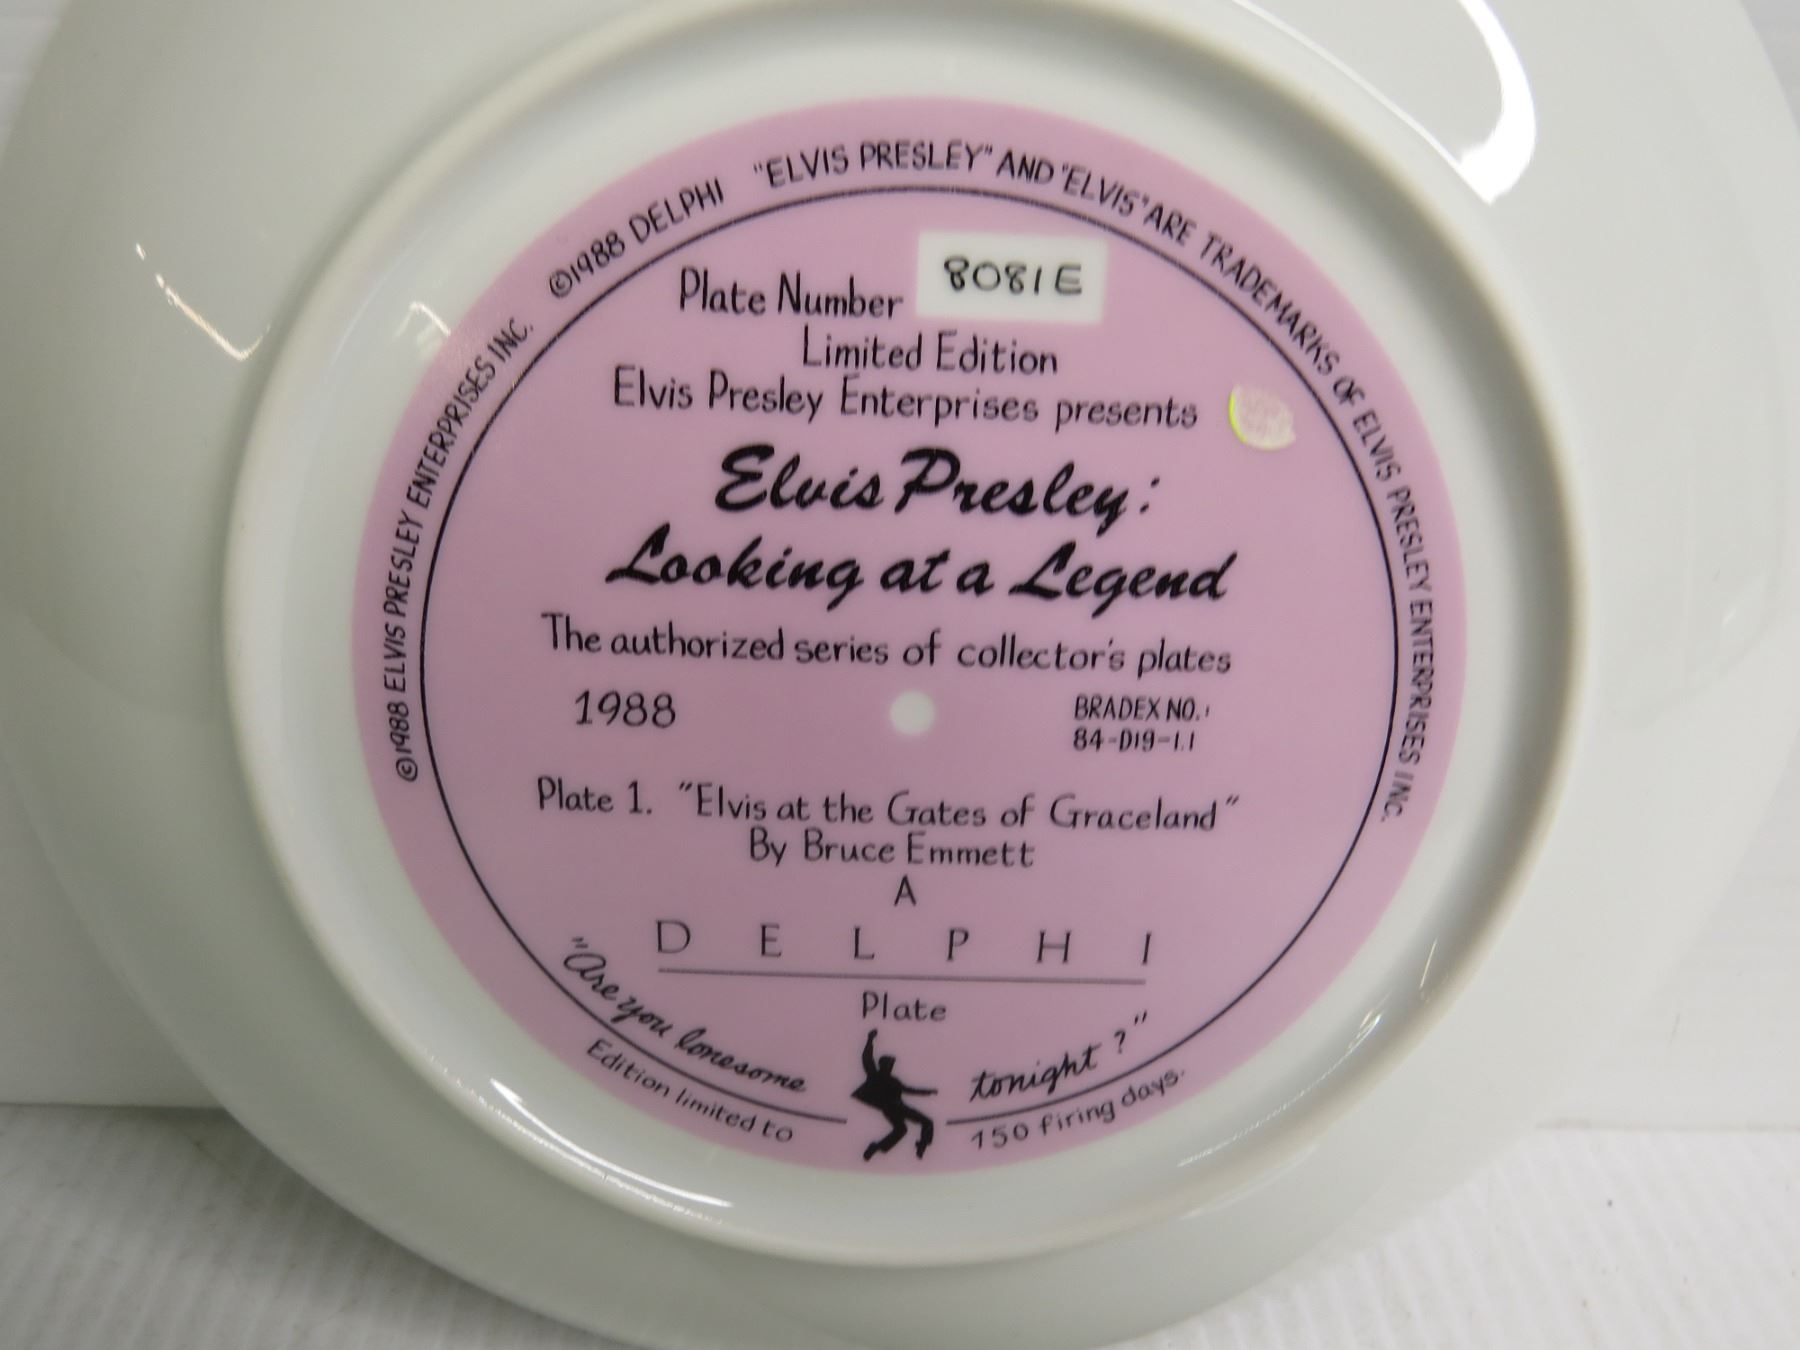 ©1988 ELVIS PRESLEY ENTERPRISES INC. ©1988 DELPHI "ELVIS PRESLEY" AND "ELVIS" ARE TRADEMARKS OF ELVIS PRESLEY ENTERPRISES INC.
Plate Number 8081E
Limited Edition
Elvis Presley Enterprises presents
Elvis Presley:
Looking at a Legend
The authorized series of collector's plates
1988
BRADEX NO.:
84-D19-1.1
Plate 1. "Elvis at the Gates of Graceland"
By Bruce Emmett
A
DELPHI
Plate
"Are you lonesome tonight?"
Edition limited to 150 firing days.